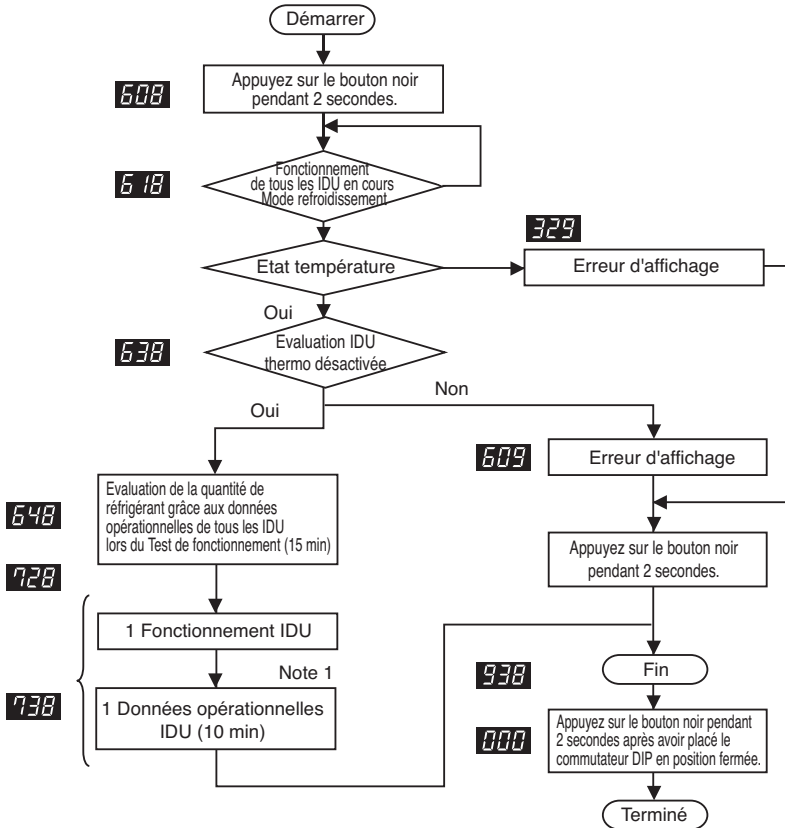 Démarrer
608
Appuyez sur le bouton noir
pendant 2 secondes.
618
Fonctionnement
de tous les IDU en cours
Mode refroidissement
329
Etat température
Erreur d'affichage
Oui
638
Evaluation IDU
thermo désactivée
Non
Oui
609
Erreur d'affichage
648
Evaluation de la quantité de
réfrigérant grâce aux données
opérationnelles de tous les IDU
lors du Test de fonctionnement (15 min)
Appuyez sur le bouton noir
pendant 2 secondes.
728
1 Fonctionnement IDU
Note 1
938
Fin
738
1 Données opérationnelles
IDU (10 min)
000
Appuyez sur le bouton noir pendant
2 secondes après avoir placé le
commutateur DIP en position fermée.
Terminé